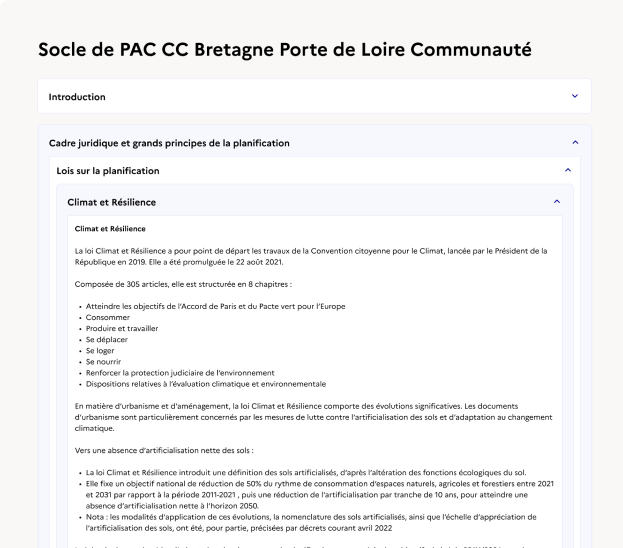 Socle de PAC CC Bretagne Porte de Loire Communauté
Introduction
Cadre juridique et grands principes de la planification
Lois sur la planification
Climat et Résilience
Climat et Résilience
La loi Climat et Résilience a pour point de départ les travaux de la Convention citoyenne pour le Climat, lancée par le Président de la
République en 2019. Elle a été promulguée le 22 août 2021.
Composée de 305 articles, elle est structurée en 8 chapitres :
• Atteindre les objectifs de l'Accord de Paris et du Pacte vert pour l'Europe
• Consommer
• Produire et travailler
• Se déplacer
• Se loger
• Se nourrir
• Renforcer la protection judiciaire de l'environnement
• Dispositions relatives à l'évaluation climatique et environnementale
En matière d'urbanisme et d'aménagement, la loi Climat et Résilience comporte des évolutions significatives. Les documents
d'urbanisme sont particulièrement concernés par les mesures de lutte contre l'artificialisation des sols et d'adaptation au changement
climatique.
Vers une absence d'artificialisation nette des sols :
• La loi Climat et Résilience introduit une définition des sols artificialisés, d'après l'altération des fonctions écologiques du sol.
• Elle fixe un objectif national de réduction de 50% du rythme de consommation d'espaces naturels, agricoles et forestiers entre 2021
et 2031 par rapport à la période 2011-2021 , puis une réduction de l'artificialisation par tranche de 10 ans, pour atteindre une
absence d'artificialisation nette à l'horizon 2050.
• Nota : les modalités d'application de ces évolutions, la nomenclature des sols artificialisés, ainsi que l'échelle d'appréciation de
l'artificialisation des sols, ont été, pour partie, précisées par décrets courant avril 2022